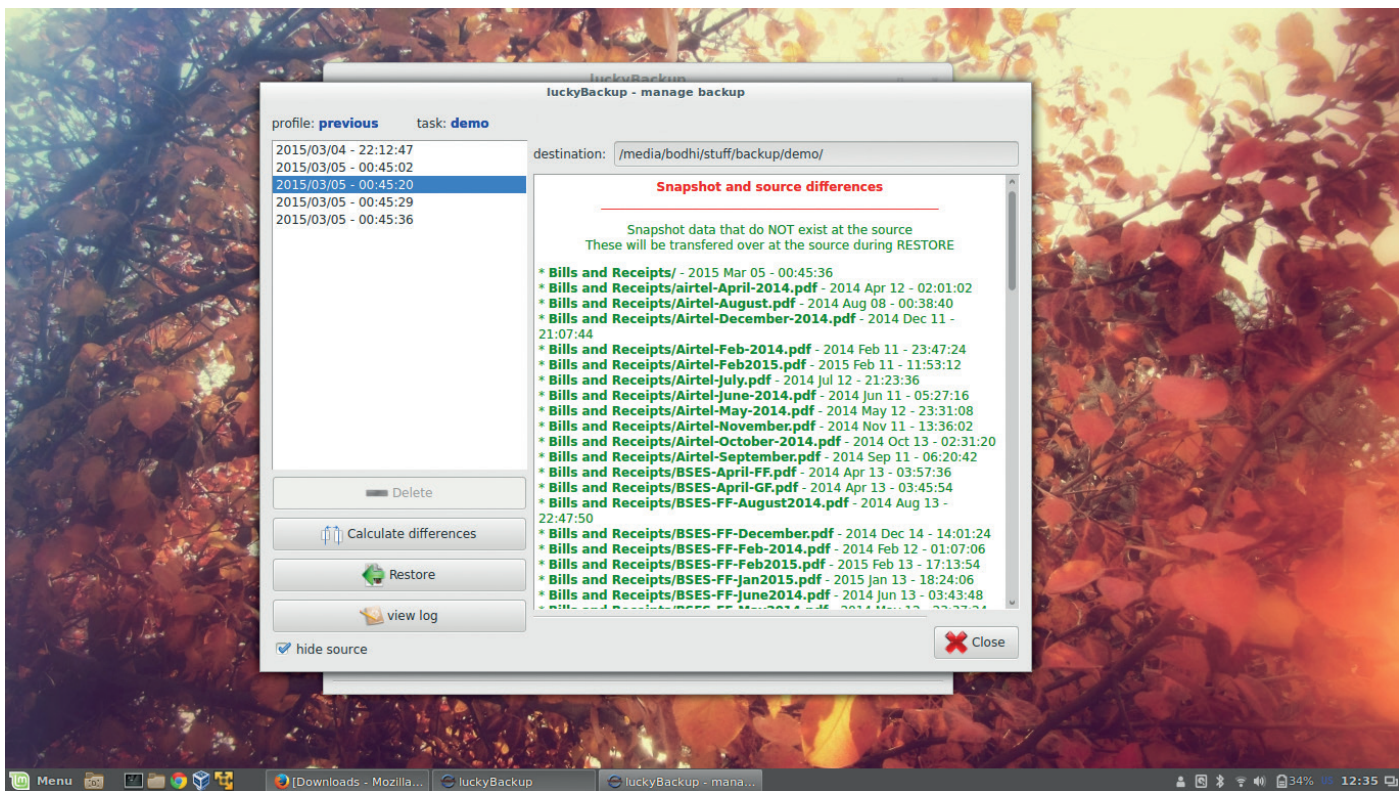 luckyBackup
luckyBackup - manage backup
profile: previous task: demo
2015/03/04 - 22:12:47
2015/03/05 - 00:45:02
2015/03/05 - 00:45:20
2015/03/05 - 00:45:29
2015/03/05 - 00:45:36
Delete
Calculate differences
Restore
view log
hide source
destination: /media/bodhi/stuff/backup/demo/
Snapshot and source differences
Snapshot data that do NOT exist at the source
These will be transfered over at the source during RESTORE
* Bills and Receipts/ - 2015 Mar 05 - 00:45:36
* Bills and Receipts/airtel-April-2014.pdf - 2014 Apr 12 - 02:01:02
* Bills and Receipts/Airtel-August.pdf - 2014 Aug 08 - 00:38:40
* Bills and Receipts/Airtel-December-2014.pdf - 2014 Dec 11 -
21:07:44
* Bills and Receipts/Airtel-Feb-2014.pdf - 2014 Feb 11 - 23:47:24
* Bills and Receipts/Airtel-Feb2015.pdf - 2015 Feb 11 - 11:53:12
* Bills and Receipts/Airtel-July.pdf - 2014 Jul 12 - 21:23:36
* Bills and Receipts/Airtel-June-2014.pdf - 2014 Jun 11 - 05:27:16
* Bills and Receipts/Airtel-May-2014.pdf - 2014 May 12 - 23:31:08
* Bills and Receipts/Airtel-November.pdf - 2014 Nov 11 - 13:36:02
* Bills and Receipts/Airtel-October-2014.pdf - 2014 Oct 13 - 02:31:20
* Bills and Receipts/Airtel-September.pdf - 2014 Sep 11 - 06:20:42
* Bills and Receipts/BSES-April-FF.pdf - 2014 Apr 13 - 03:57:36
* Bills and Receipts/BSES-April-GF.pdf - 2014 Apr 13 - 03:45:54
* Bills and Receipts/BSES-FF-August2014.pdf - 2014 Aug 13 -
22:47:50
* Bills and Receipts/BSES-FF-December.pdf - 2014 Dec 14 - 14:01:24
* Bills and Receipts/BSES-FF-Feb-2014.pdf - 2014 Feb 12 - 01:07:06
* Bills and Receipts/BSES-FF-Feb2015.pdf - 2015 Feb 13 - 17:13:54
* Bills and Receipts/BSES-FF-Jan2015.pdf - 2015 Jan 13 - 18:24:06
* Bills and Receipts/BSES-FF-June2014.pdf - 2014 Jun 13 - 03:43:48
Close
Menu
[Downloads - Mozilla...
luckyBackup
luckyBackup - mana...
34%
12:35